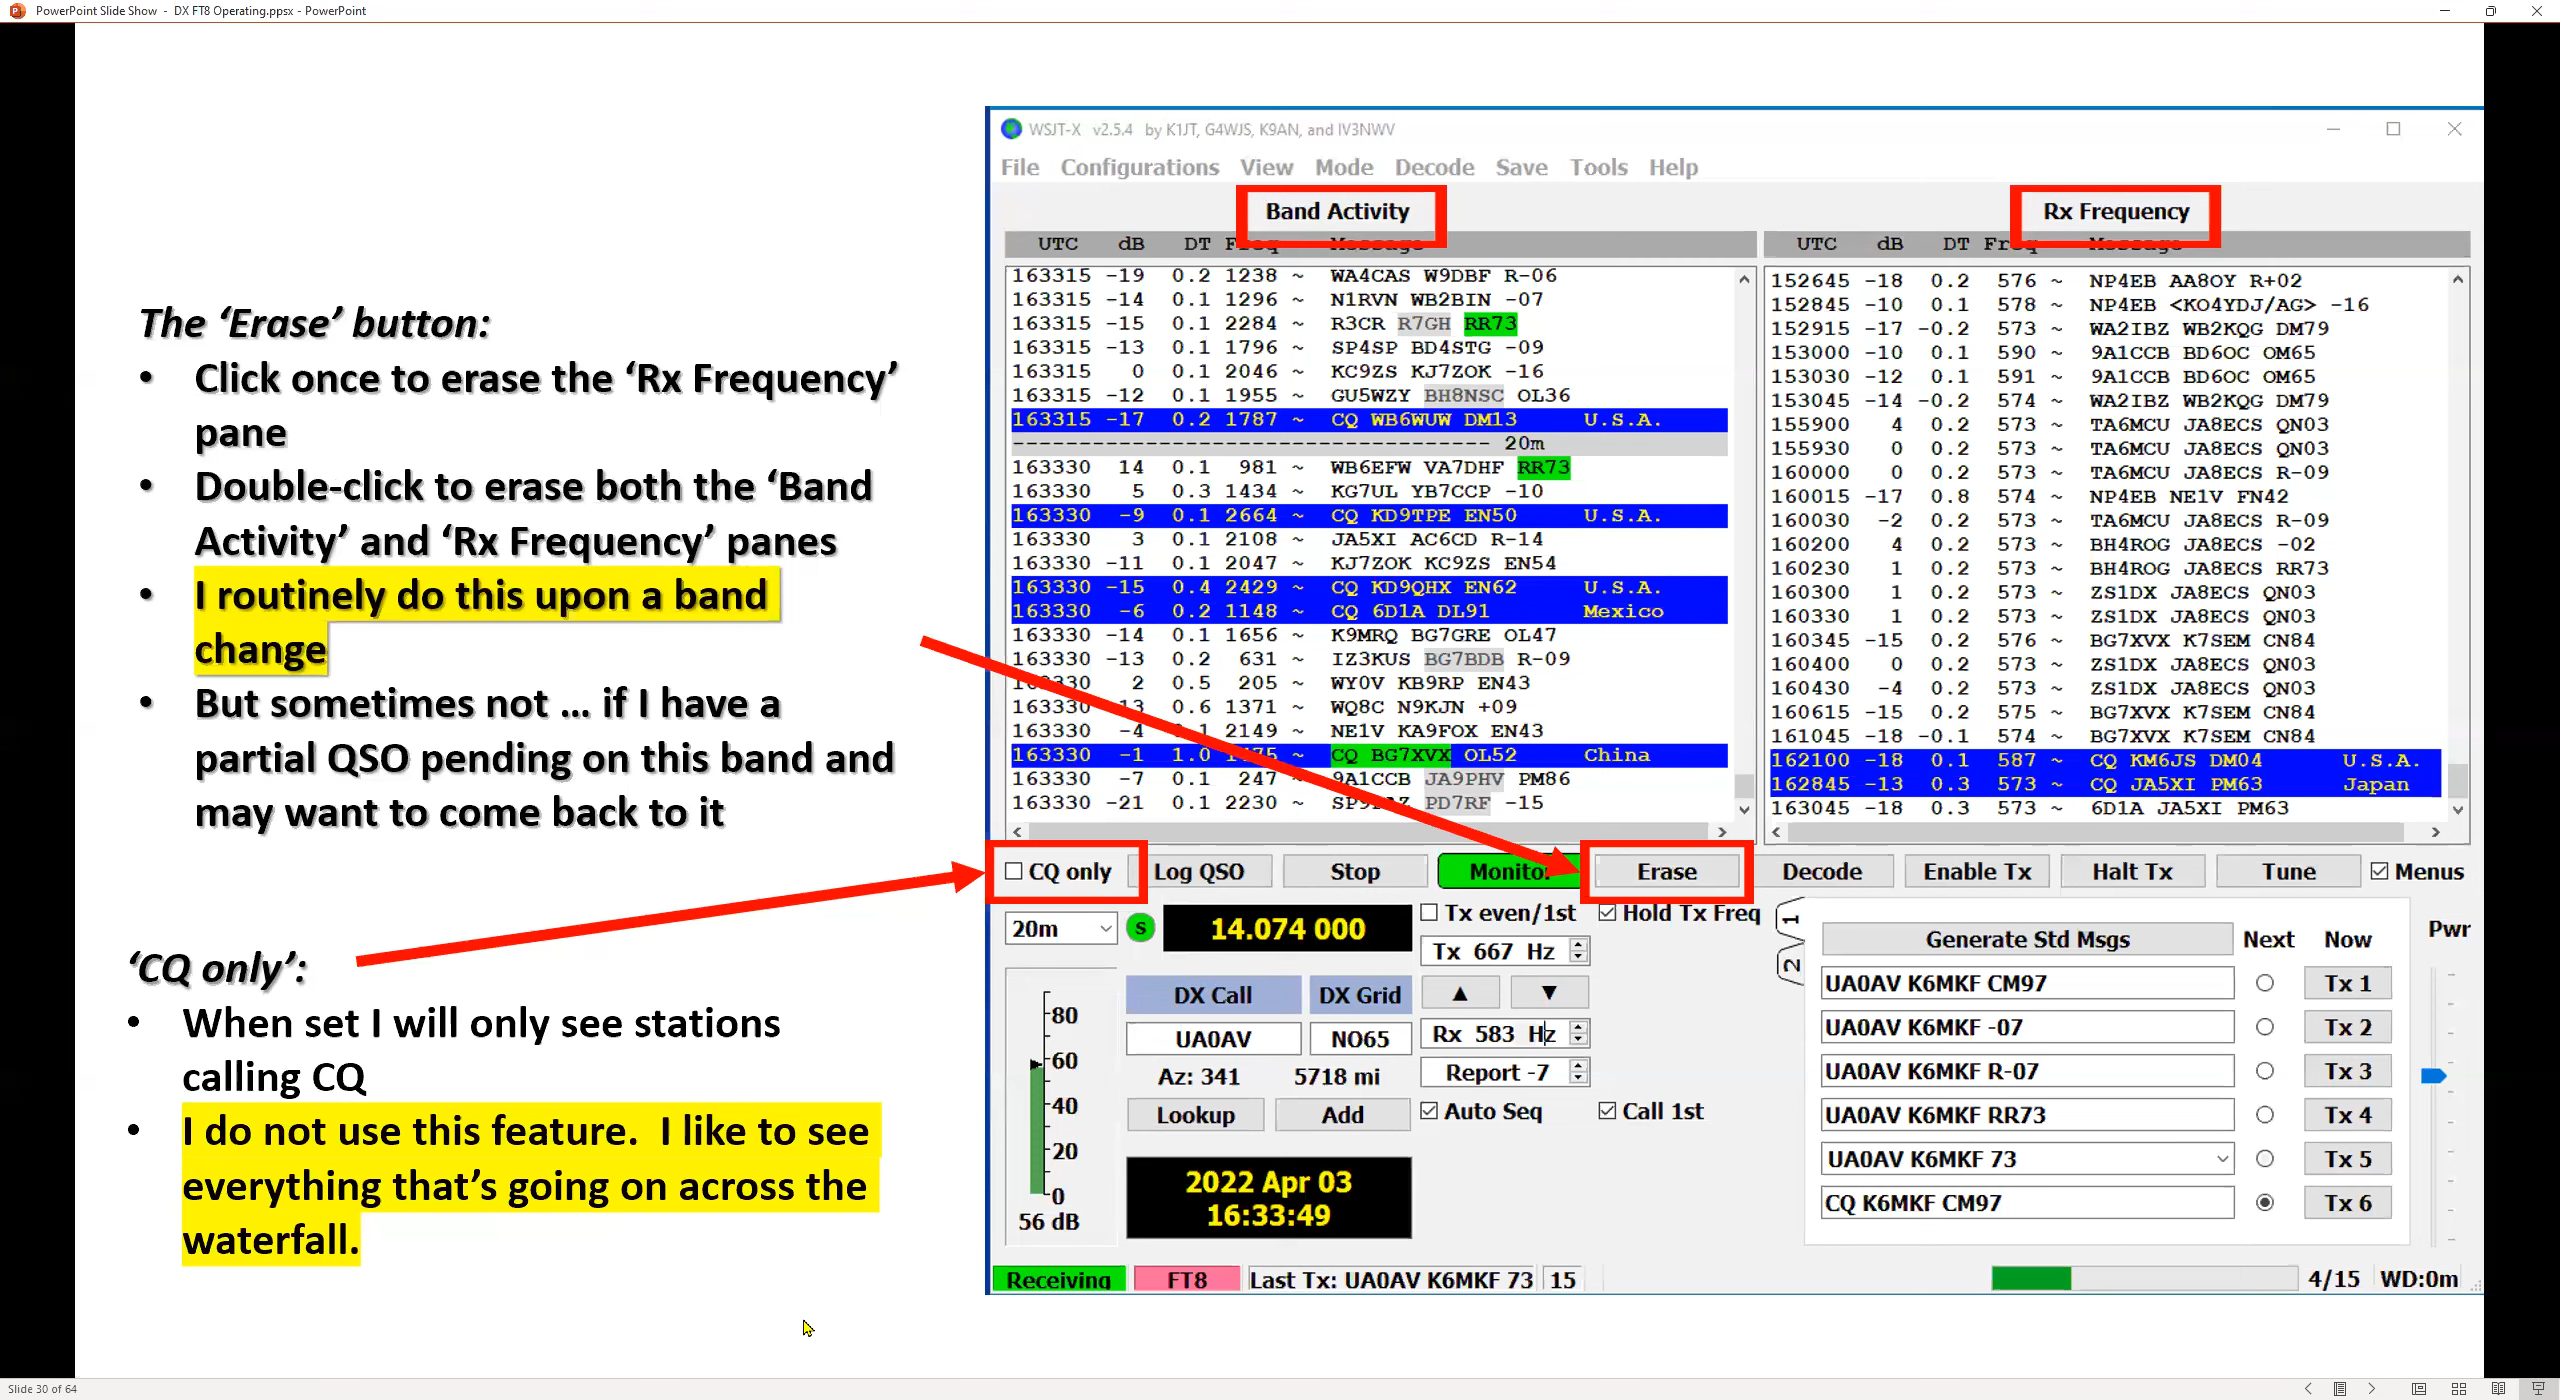 PowerPoint Slide Show - DX FT8 Operating.ppsx - PowerPoint
The ‘Erase’ button:
• Click once to erase the ‘Rx Frequency’
pane
• Double-click to erase both the ‘Band
Activity’ and ‘Rx Frequency’ panes
• I routinely do this upon a band
change
• But sometimes not ... if I have a
partial QSO pending on this band and
may want to come back to it
‘CQ only’:
• When set I will only see stations
calling CQ
• I do not use this feature. I like to see
everything that’s going on across the
waterfall.
WSJT-X v2.5.4 by K1JT, G4WJS, K9AN, and IV3NWV
File Configurations View Mode Decode Save Tools Help
Band Activity
UTC dB DT Freq Message
163315 -19 0.2 1238 ~ WA4CAS W9DBF R-06
163315 -14 0.1 1296 ~ N1RVN WB2BIN -07
163315 -15 0.1 2284 ~ R3CR R7GH RR73
163315 -13 0.1 1796 ~ SP4SP BD4STG -09
163315 0 0.1 2046 ~ KC9ZS KJ7ZOK -16
163315 -12 0.1 1955 ~ GU5WZY BH8NSC OL36
163315 -17 0.2 1787 ~ CQ WB6WUW DM13 U.S.A.
------------------------------------ 20m
163330 14 0.1 981 ~ WB6EFW VA7DHF RR73
163330 5 0.3 1434 ~ KG7UL YB7CCP -10
163330 -9 0.1 2664 ~ CQ KD9TPE EN50 U.S.A.
163330 3 0.1 2108 ~ JA5XI AC6CD R-14
163330 -11 0.1 2047 ~ KJ7ZOK KC9ZS EN54
163330 -15 0.4 2429 ~ CQ KD9QHX EN62 U.S.A.
163330 -6 0.2 1148 ~ CQ 6D1A DL91 Mexico
163330 -14 0.1 1656 ~ K9MRQ BG7GRE OL47
163330 -13 0.2 631 ~ IZ3KUS BG7BDB R-09
163330 2 0.5 205 ~ WY0V KB9RP EN43
163330 0.6 1371 ~ WQ8C N9KJN +09
163330 -4 2149 ~ NE1V KA9FOX EN43
163330 -1 1.0 ~ CQ BG7XVX OL52 China
163330 -7 0.1 247 ~ 9A1CCB JA9PHV PM86
163330 -21 0.1 2230 ~ PD7RF -15
Rx Frequency
UTC dB DT Freq Message
152645 -18 0.2 576 ~ NP4EB AA8OY R+02
152845 -10 0.1 578 ~ NP4EB <KO4YDJ/AG> -16
152915 -17 -0.2 573 ~ WA2IBZ WB2KQG DM79
153000 -10 0.1 590 ~ 9A1CCB BD6OC OM65
153030 -12 0.1 591 ~ 9A1CCB BD6OC OM65
153045 -14 -0.2 574 ~ WA2IBZ WB2KQG DM79
155900 4 0.2 573 ~ TA6MCU JA8ECS QN03
155930 0 0.2 573 ~ TA6MCU JA8ECS QN03
160000 0 0.2 573 ~ TA6MCU JA8ECS R-09
160015 -17 0.8 574 ~ NP4EB NE1V FN42
160030 -2 0.2 573 ~ TA6MCU JA8ECS R-09
160200 4 0.2 573 ~ BH4ROG JA8ECS -02
160230 1 0.2 573 ~ BH4ROG JA8ECS RR73
160300 1 0.2 573 ~ ZS1DX JA8ECS QN03
160330 1 0.2 573 ~ ZS1DX JA8ECS QN03
160345 -15 0.2 576 ~ BG7XVX K7SEM CN84
160400 0 0.2 573 ~ ZS1DX JA8ECS QN03
160430 -4 0.2 573 ~ ZS1DX JA8ECS QN03
160615 -15 0.2 575 ~ BG7XVX K7SEM CN84
161045 -18 -0.1 574 ~ BG7XVX K7SEM CN84
162100 -18 0.1 587 ~ CQ KM6JS DM04 U.S.A.
162845 -13 0.3 573 ~ CQ JA5XI PM63 Japan
163045 -18 0.3 573 ~ 6D1A JA5XI PM63
CQ only Log QSO Stop Monitor Erase Decode Enable Tx Halt Tx Tune Menus
20m S 14.074 000 Tx even/1st Hold Tx Freq
Tx 667 Hz
DX Call DX Grid ▲ ▼
UA0AV NO65 Rx 583 Hz
Az: 341 5718 mi Report -7
Lookup Add Auto Seq Call 1st
2022 Apr 03
16:33:49
80
60
40
20
0
56 dB
1
2
Generate Std Msgs Next Now Pwr
UA0AV K6MKF CM97 Tx 1
UA0AV K6MKF -07 Tx 2
UA0AV K6MKF R-07 Tx 3
UA0AV K6MKF RR73 Tx 4
UA0AV K6MKF 73 Tx 5
CQ K6MKF CM97 Tx 6
Receiving FT8 Last Tx: UA0AV K6MKF 73 15 4/15 WD:0m
Slide 30 of 64